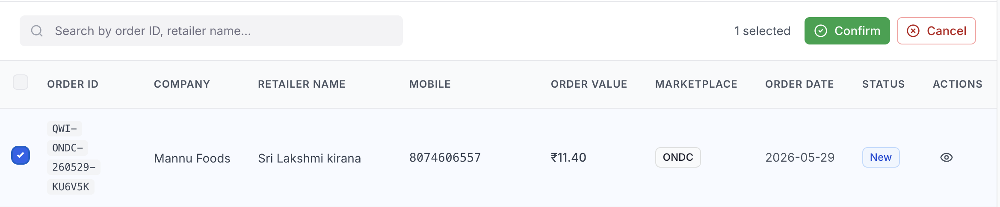 Search by order ID, retailer name...
1 selected
Confirm
Cancel
ORDER ID COMPANY RETAILER NAME MOBILE ORDER VALUE MARKETPLACE ORDER DATE STATUS ACTIONS
QWI-
ONDC-
260529-
KU6V5K
Mannu Foods
Sri Lakshmi kirana
8074606557
₹11.40
ONDC
2026-05-29
New